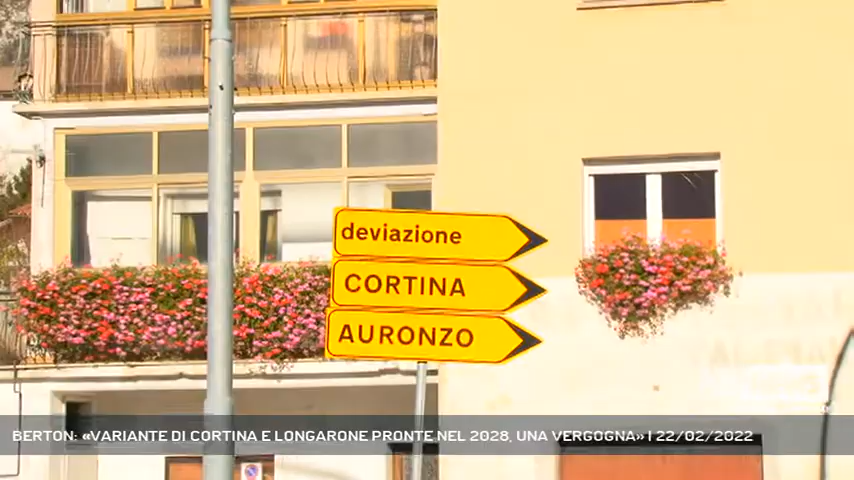 deviazione
CORTINA
AURONZO
BERTON: «VARIANTE DI CORTINA E LONGARONE PRONTE NEL 2028, UNA VERGOGNA» | 22/02/2022